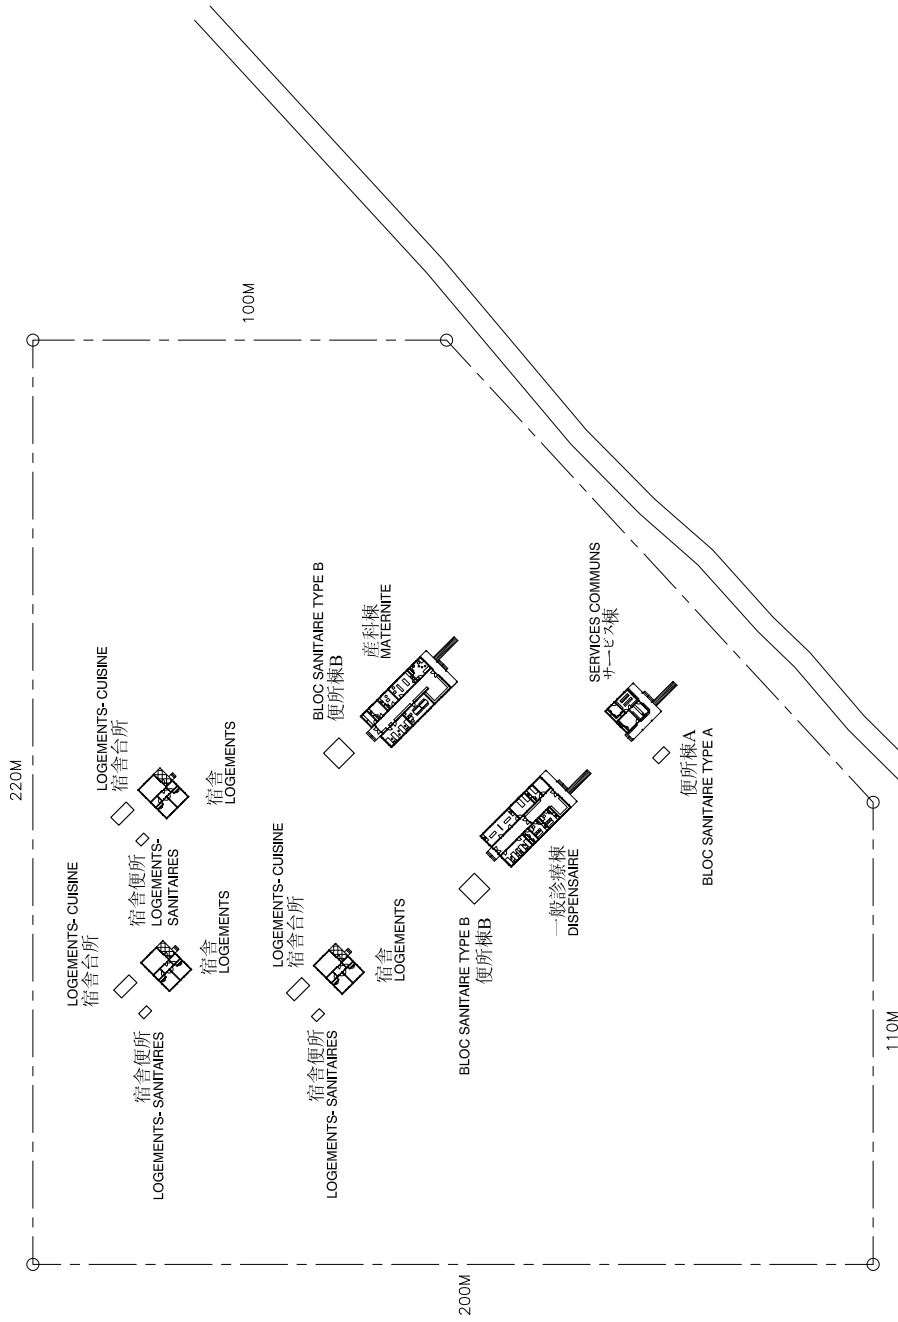 220M
100M
LOGEMENTS- CUISINE
宿舎台所
宿舎
LOGEMENTS
宿舎便所
LOGEMENTS-
SANITAIRES
LOGEMENTS- CUISINE
宿舎台所
宿舎
LOGEMENTS
宿舎便所
LOGEMENTS- SANITAIRES
LOGEMENTS- CUISINE
宿舎台所
宿舎
LOGEMENTS
宿舎便所
LOGEMENTS- SANITAIRES
BLOC SANITAIRE TYPE B
便所棟B
産科棟
MATERNITE
BLOC SANITAIRE TYPE B
便所棟B
一般診療棟
DISPENSAIRE
SERVICES COMMUNS
サービス棟
便所棟A
BLOC SANITAIRE TYPE A
200M
110M